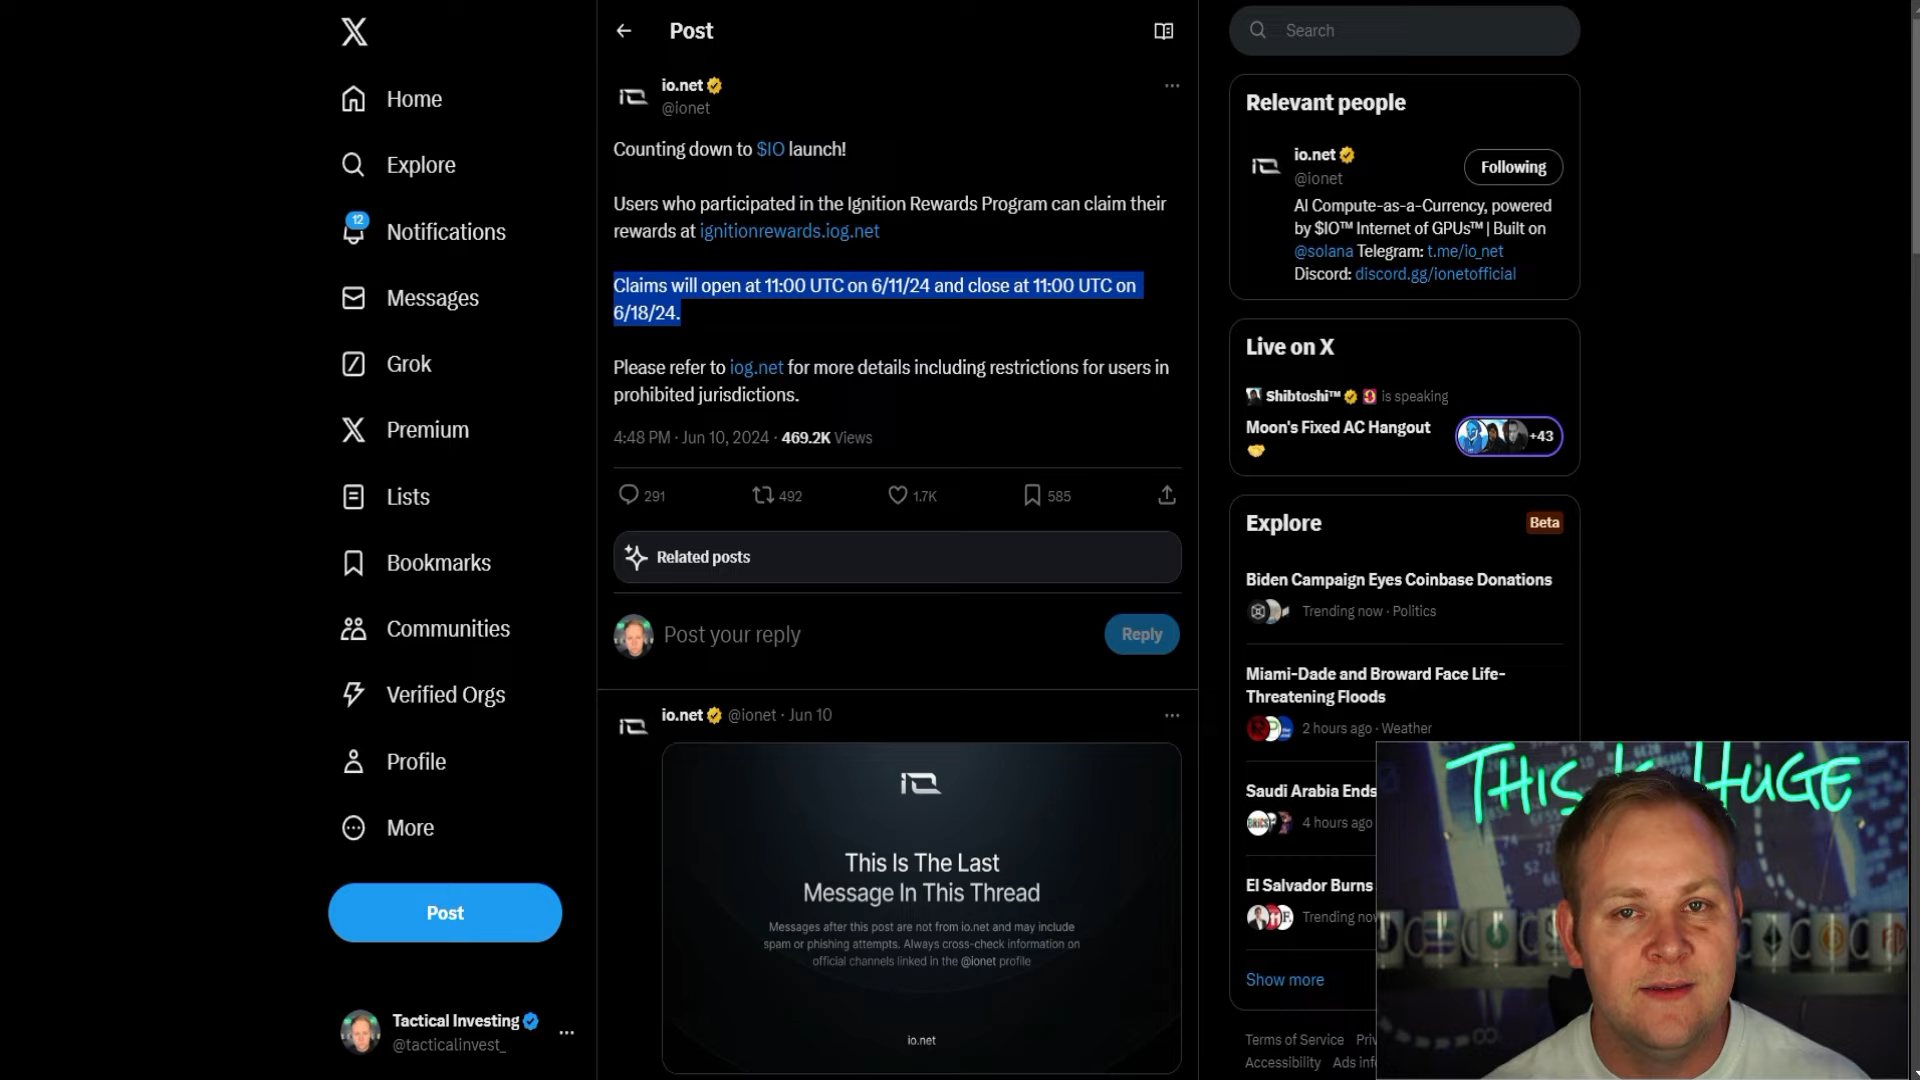 Home
Explore
12
Notifications
Messages
Grok
Premium
Lists
Bookmarks
Communities
Verified Orgs
Profile
More
Post
Tactical Investing
@tacticalinvest_
Post
io.net
@ionet
Counting down to $IO launch!
Users who participated in the Ignition Rewards Program can claim their
rewards at ignitionrewards.iog.net
Claims will open at 11:00 UTC on 6/11/24 and close at 11:00 UTC on
6/18/24.
Please refer to iog.net for more details including restrictions for users in
prohibited jurisdictions.
4:48 PM · Jun 10, 2024 · 469.2K Views
291 492 1.7K 585
Related posts
Post your reply
Reply
io.net @ionet · Jun 10
This Is The Last
Message In This Thread
Messages after this post are not from io.net and may include
spam or phishing attempts. Always cross-check information on
official channels linked in the @ionet profile
io.net
Search
Relevant people
io.net
@ionet
Following
AI Compute-as-a-Currency, powered
by $IO™ Internet of GPUs™ | Built on
@solana Telegram: t.me/io_net
Discord: discord.gg/ionetofficial
Live on X
Shibtoshi™ is speaking
Moon's Fixed AC Hangout
+43
Explore
Beta
Biden Campaign Eyes Coinbase Donations
Trending now · Politics
Miami-Dade and Broward Face Life-
Threatening Floods
2 hours ago · Weather
Saudi Arabia Ends
4 hours ago
El Salvador Burns
Trending now
Show more
Terms of Service
Accessibility Ads
THIS IS HUGE